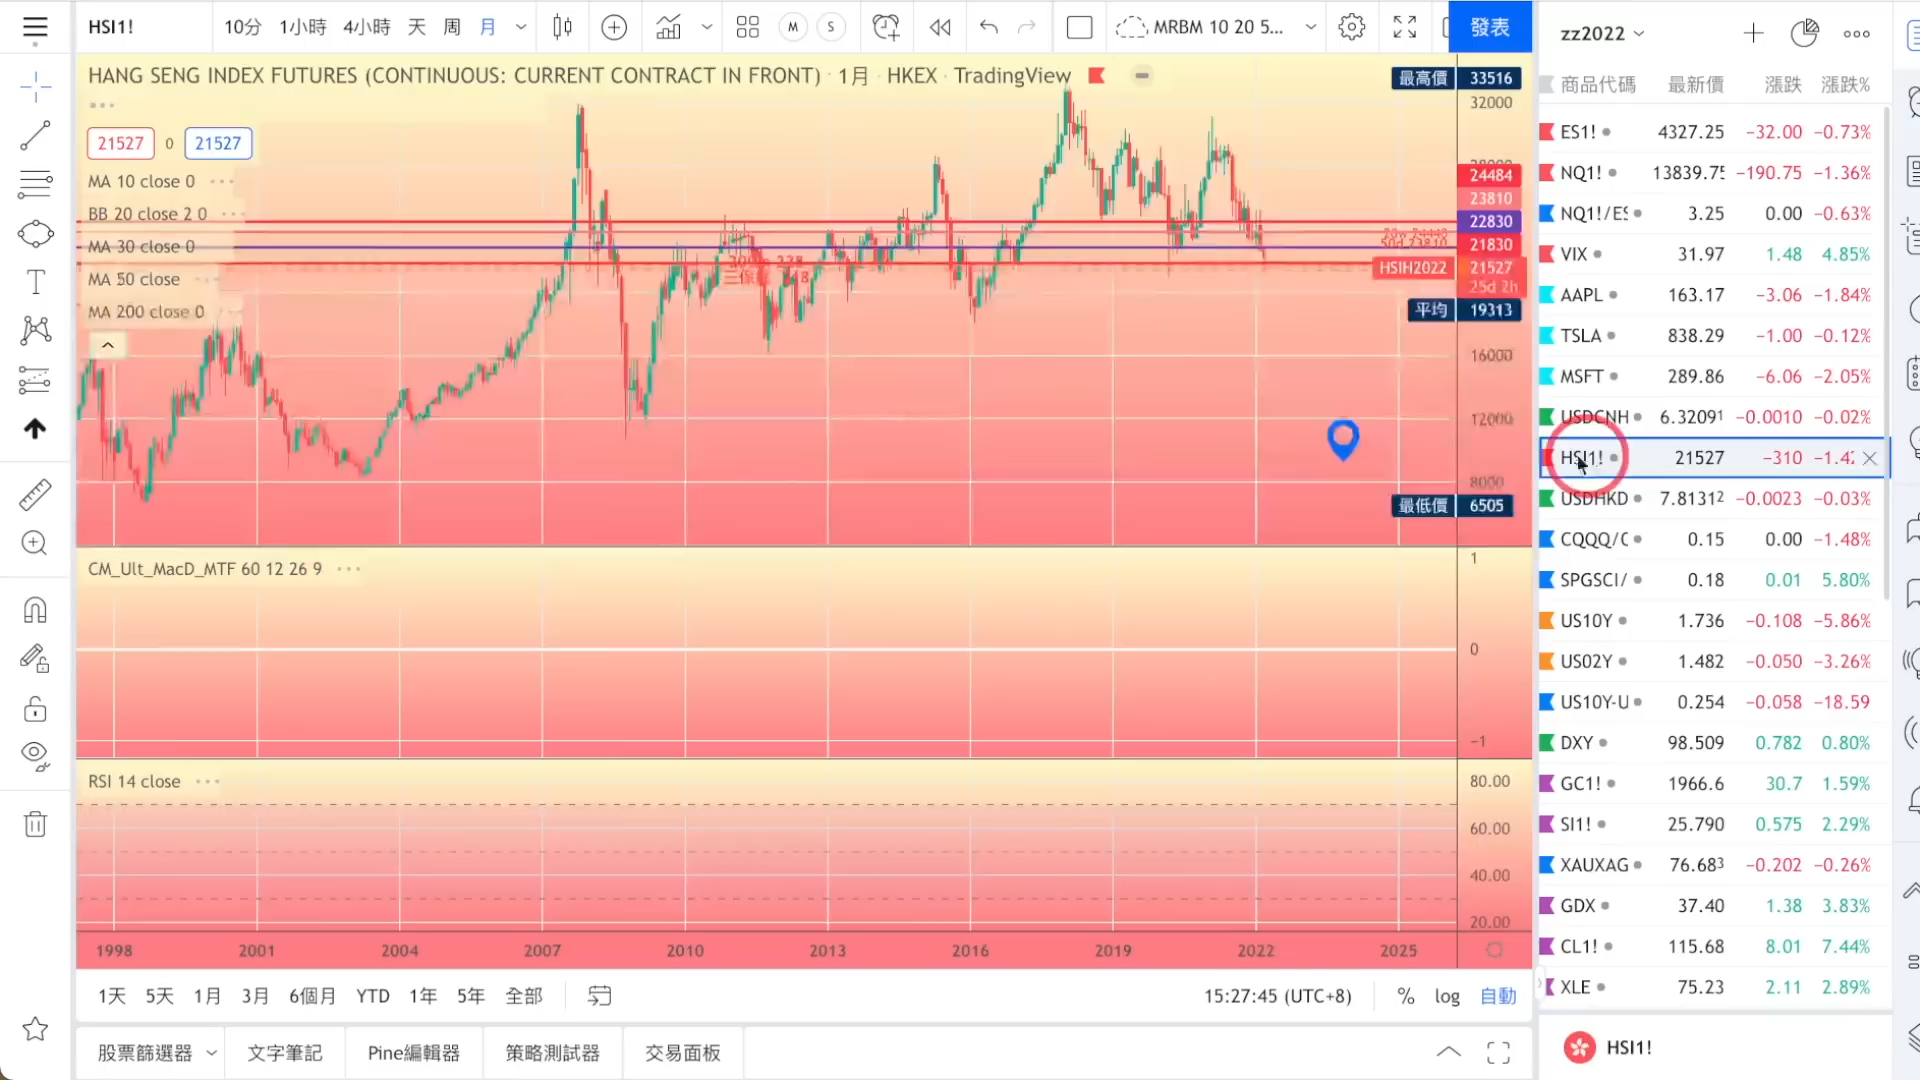 HSI1!
10分 1小時 4小時 天 周 月
M S
MRBM 10 20 5...
發表
HANG SENG INDEX FUTURES (CONTINUOUS: CURRENT CONTRACT IN FRONT) · 1月 · HKEX · TradingView
21527 0 21527
MA 10 close 0
BB 20 close 2 0
MA 30 close 0
MA 50 close
MA 200 close 0
最高價 33516
32000
24484
23810
22830
21830
HSIH2022 21527
25d 2h
平均 19313
16000
12000
8000
最低價 6505
CM_Ult_MacD_MTF 60 12 26 9
1
0
−1
RSI 14 close
80.00
60.00
40.00
20.00
1998 2001 2004 2007 2010 2013 2016 2019 2022 2025
1天 5天 1月 3月 6個月 YTD 1年 5年 全部
15:27:45 (UTC+8) % log 自動
股票篩選器 文字筆記 Pine編輯器 策略測試器 交易面板
zz2022
商品代碼 最新價 漲跌 漲跌%
ES1! 4327.25 −32.00 −0.73%
NQ1! 13839.75 −190.75 −1.36%
NQ1!/ES 3.25 0.00 −0.63%
VIX 31.97 1.48 4.85%
AAPL 163.17 −3.06 −1.84%
TSLA 838.29 −1.00 −0.12%
MSFT 289.86 −6.06 −2.05%
USDCNH 6.32091 −0.0010 −0.02%
HSI1! 21527 −310 −1.42
USDHKD 7.81312 −0.0023 −0.03%
CQQQ/ 0.15 0.00 −1.48%
SPGSCI/ 0.18 0.01 5.80%
US10Y 1.736 −0.108 −5.86%
US02Y 1.482 −0.050 −3.26%
US10Y-U 0.254 −0.058 −18.59
DXY 98.509 0.782 0.80%
GC1! 1966.6 30.7 1.59%
SI1! 25.790 0.575 2.29%
XAUXAG 76.683 −0.202 −0.26%
GDX 37.40 1.38 3.83%
CL1! 115.68 8.01 7.44%
XLE 75.23 2.11 2.89%
HSI1!